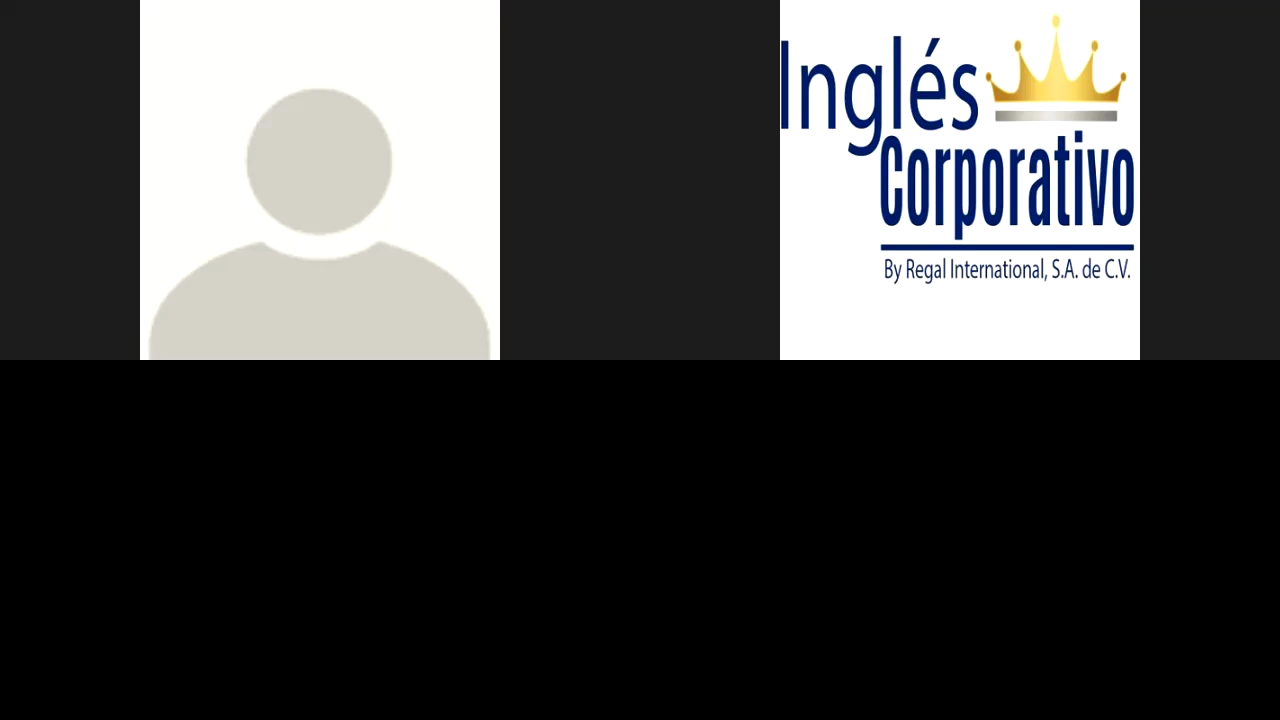 Inglés
Corporativo
By Regal International, S.A. de C.V.